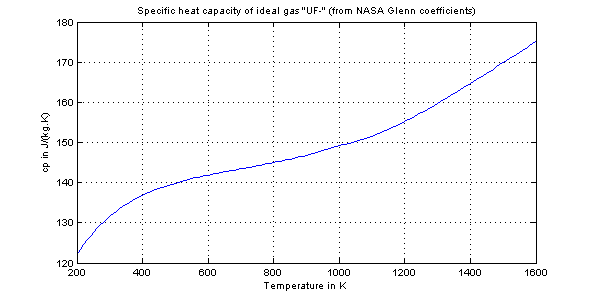 Specific heat capacity of ideal gas "UF-" (from NASA Glenn coefficients)
180
170
160
150
140
130
120
cp in J/(kg.K)
200 400 600 800 1000 1200 1400 1600
Temperature in K